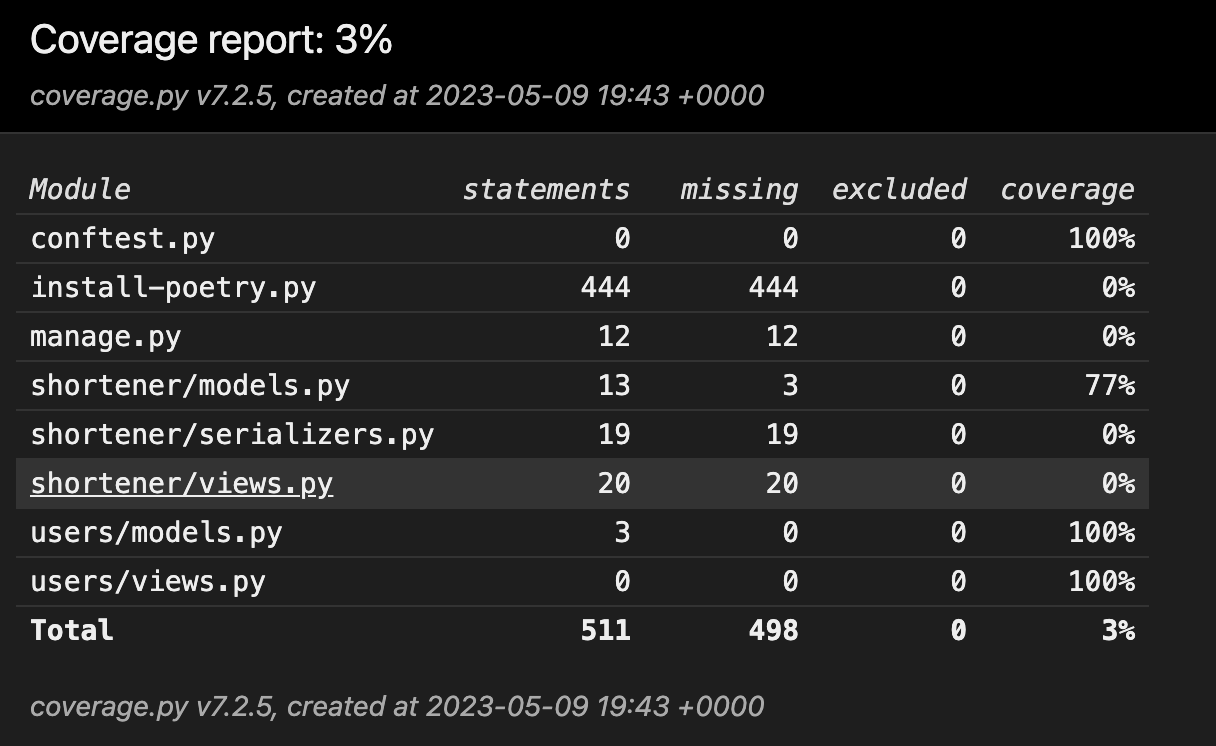 Coverage report: 3%
coverage.py v7.2.5, created at 2023-05-09 19:43 +0000
Module statements missing excluded coverage
conftest.py 0 0 0 100%
install-poetry.py 444 444 0 0%
manage.py 12 12 0 0%
shortener/models.py 13 3 0 77%
shortener/serializers.py 19 19 0 0%
shortener/views.py 20 20 0 0%
users/models.py 3 0 0 100%
users/views.py 0 0 0 100%
Total 511 498 0 3%
coverage.py v7.2.5, created at 2023-05-09 19:43 +0000